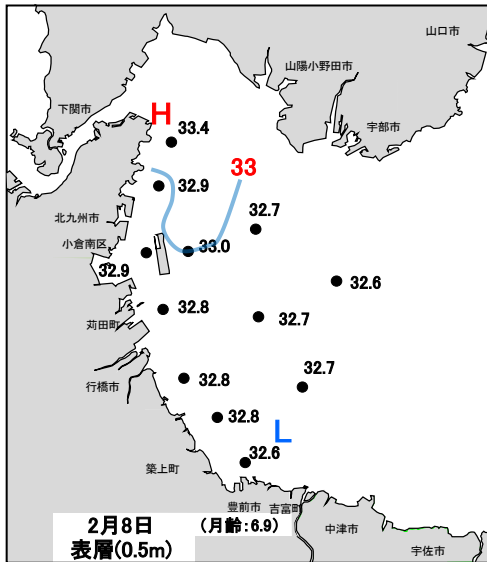 山口市
山陽小野田市
下関市
宇部市
H
33.4
33
32.9
32.7
北九州市
小倉南区
33.0
32.9
32.6
32.8
32.7
苅田町
32.7
32.8
行橋市
32.8
L
32.6
築上町
豊前市
吉富町
2月8日 (月齢:6.9)
中津市
表層(0.5m)
宇佐市